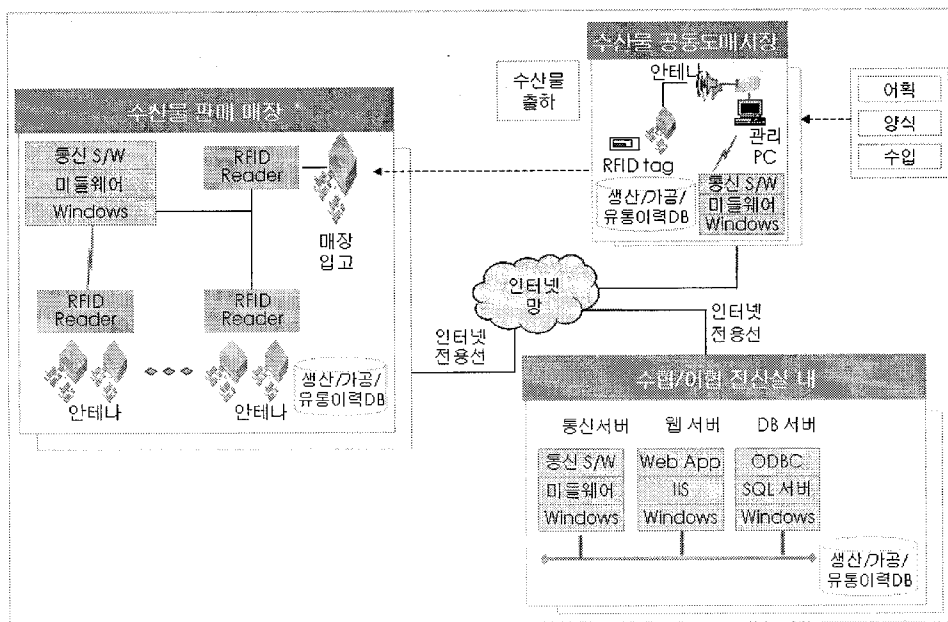 수산물 공동도매시장
안테나
관리
PC
RFID tag
생산/가공/
유통이력DB
통신 S/W
미들웨어
Windows
수산물
출하
어획
양식
수입
수산물 판매 매장
통신 S/W
미들웨어
Windows
RFID
Reader
매장
입고
RFID
Reader
RFID
Reader
안테나
안테나
생산/가공/
유통이력DB
인터넷
망
인터넷
전용선
인터넷
전용선
수협/어협 전산실 내
통신서버
웹 서버
DB 서버
통신 S/W
미들웨어
Windows
Web App
IIS
Windows
ODBC
SQL 서버
Windows
생산/가공/
유통이력DB